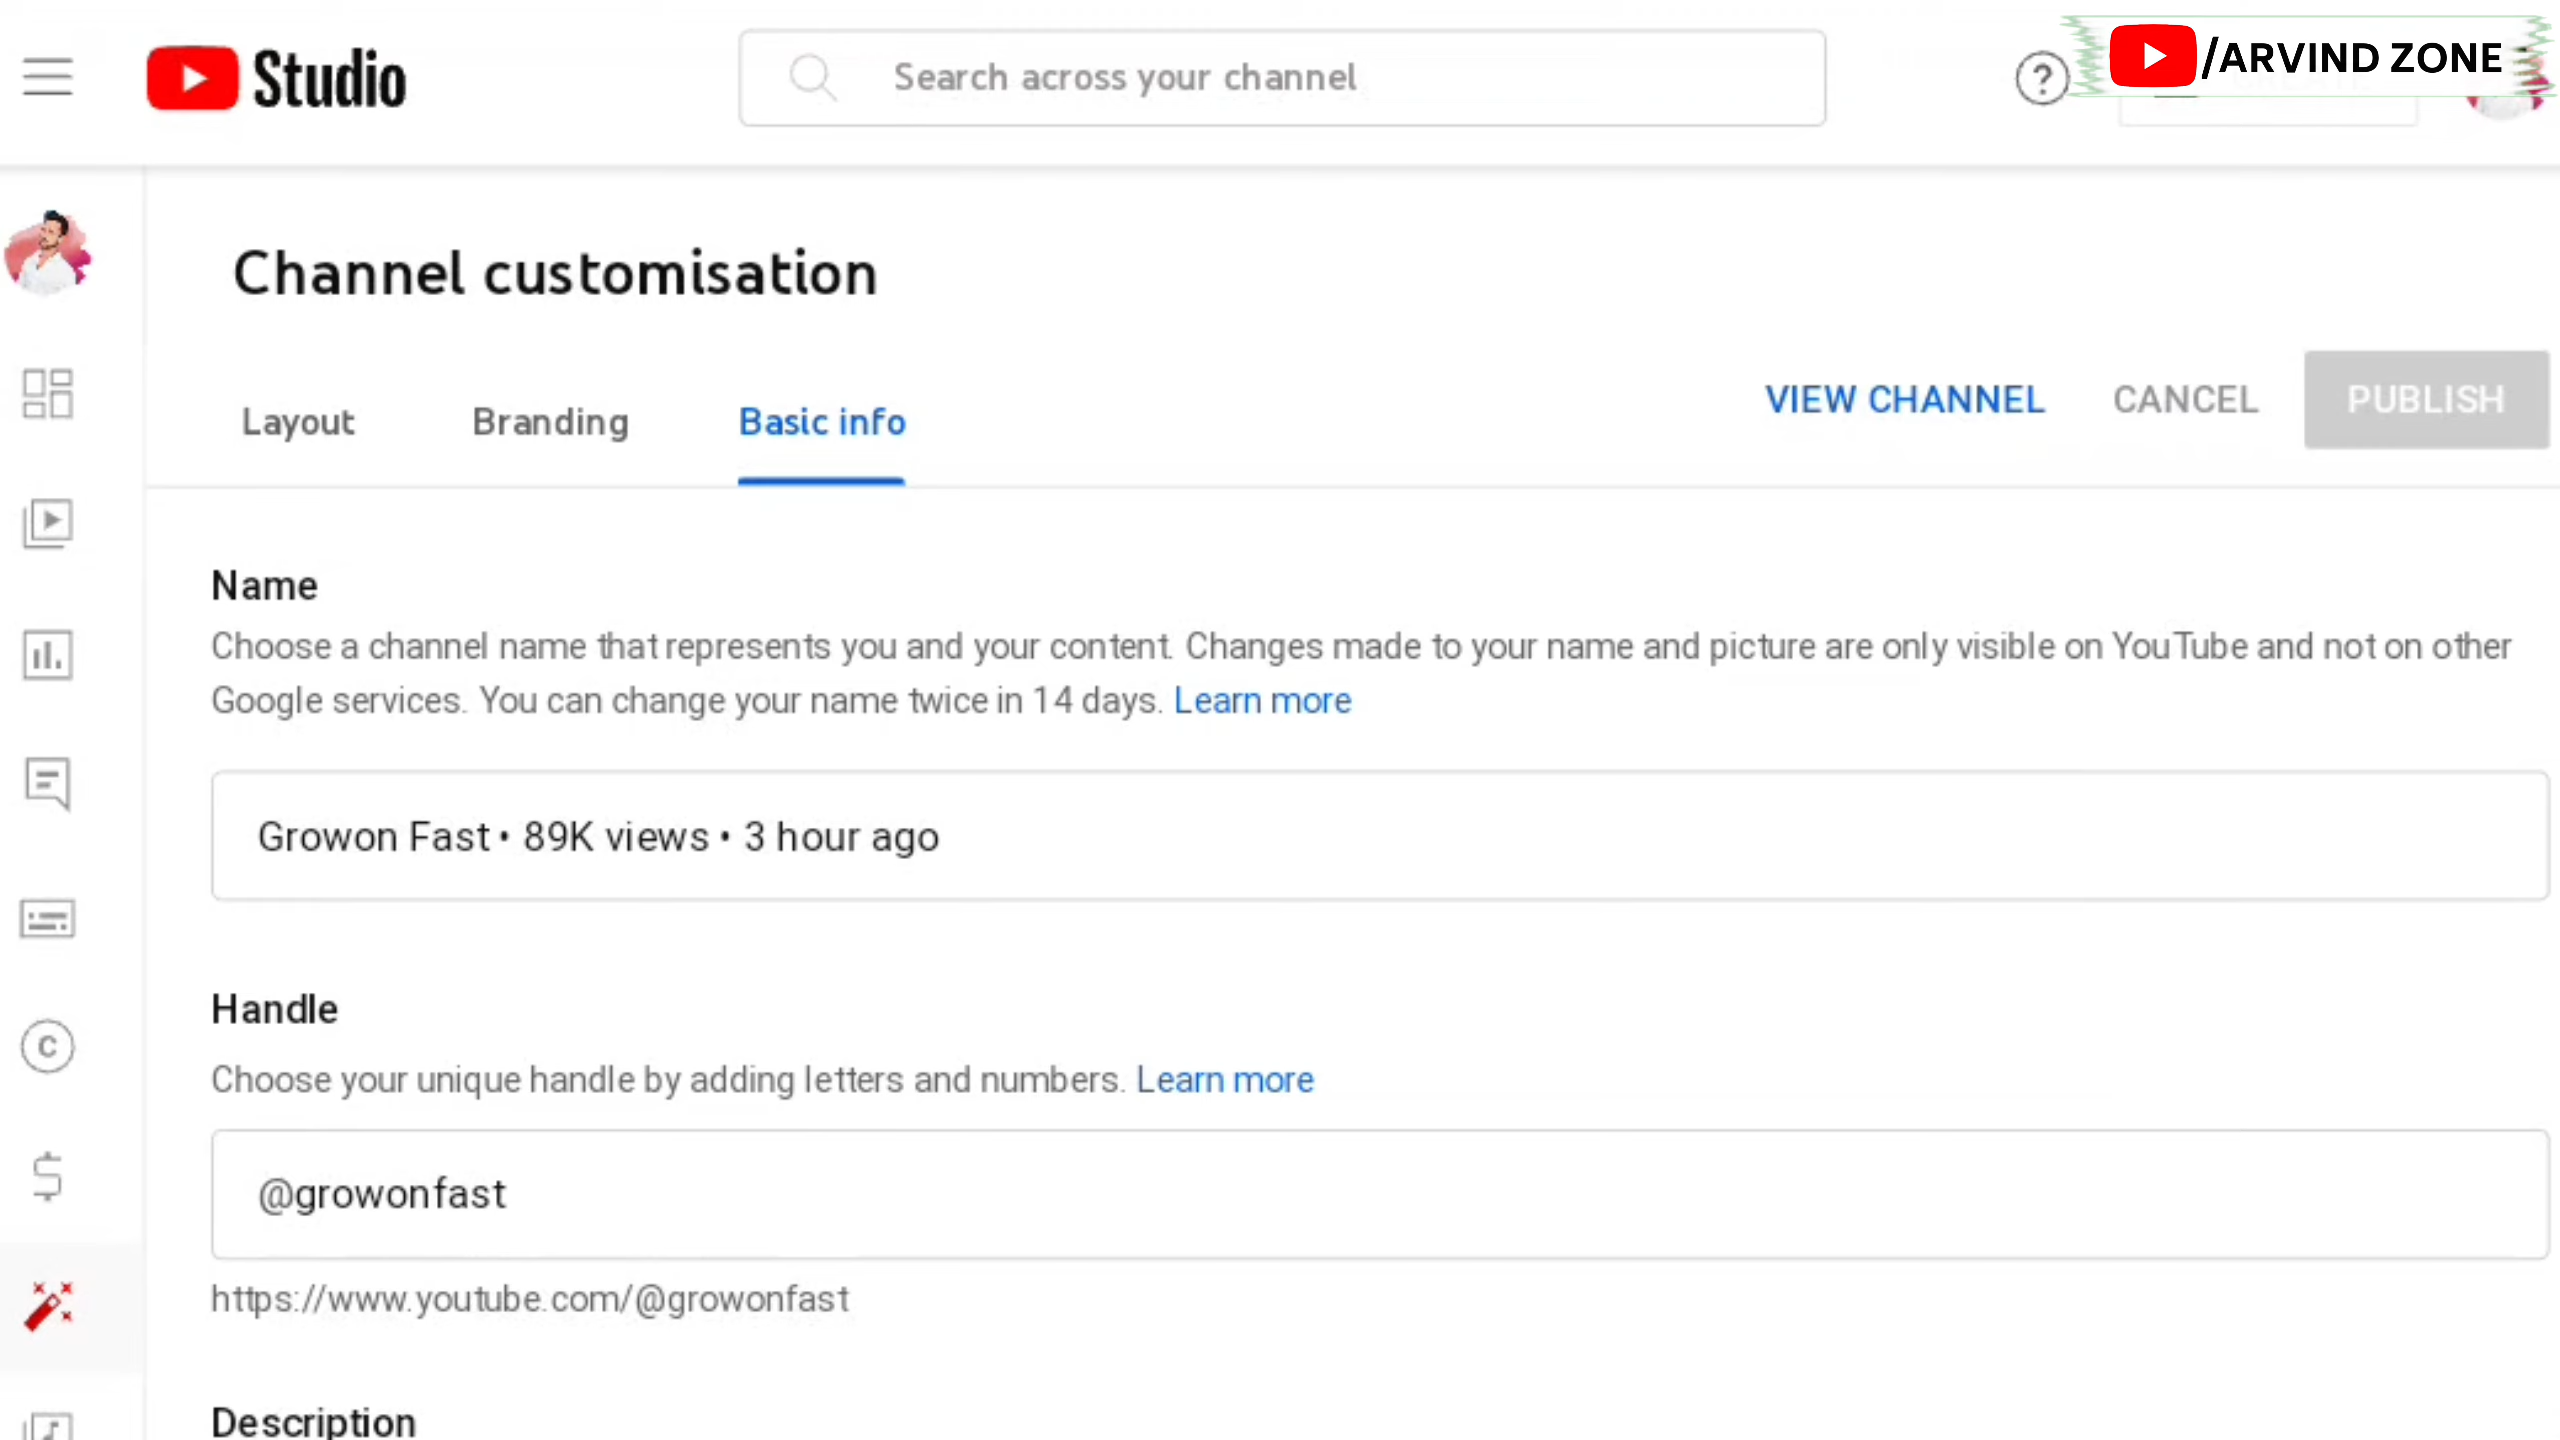 Studio
Search across your channel
/ARVIND ZONE
Channel customisation
Layout
Branding
Basic info
VIEW CHANNEL
CANCEL
PUBLISH
Name
Choose a channel name that represents you and your content. Changes made to your name and picture are only visible on YouTube and not on other
Google services. You can change your name twice in 14 days. Learn more
Growon Fast • 89K views • 3 hour ago
Handle
Choose your unique handle by adding letters and numbers. Learn more
@growonfast
https://www.youtube.com/@growonfast
Description